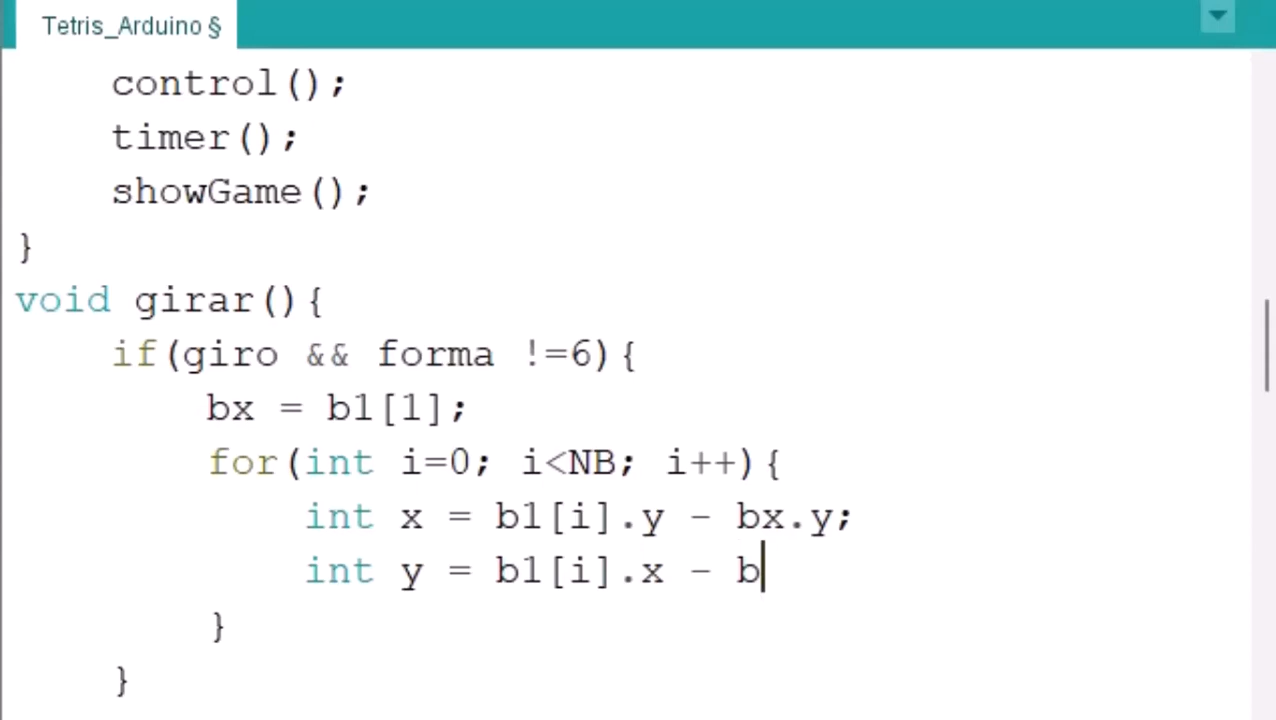 Tetris_Arduino §
control();
timer();
showGame();
}
void girar(){
if(giro && forma !=6){
bx = b1[1];
for(int i=0; i<NB; i++){
int x = b1[i].y - bx.y;
int y = b1[i].x - b
}
}